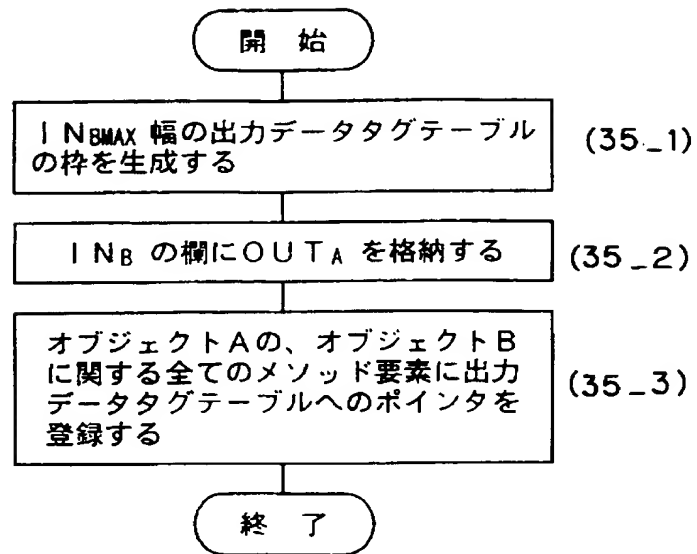 開 始
IN_BMAX 幅の出力データタグテーブル
の枠を生成する
(35_1)
IN_B の欄にOUT_A を格納する
(35_2)
オブジェクトAの、オブジェクトB
に関する全てのメソッド要素に出力
データタグテーブルへのポインタを
登録する
(35_3)
終 了